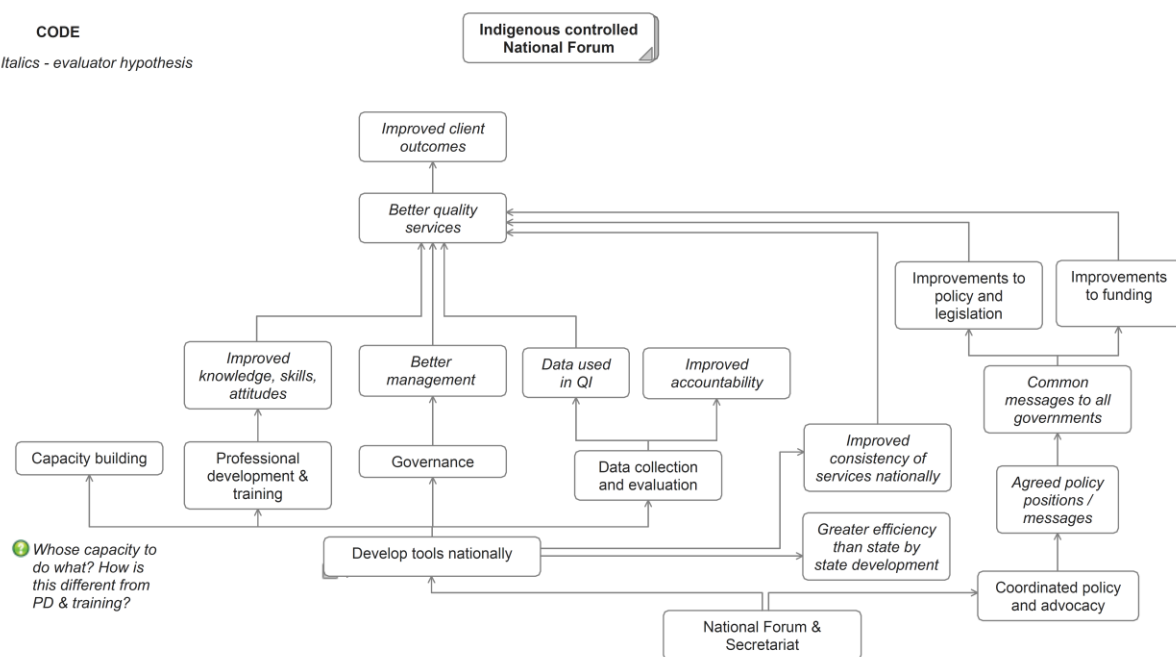 CODE
Italics - evaluator hypothesis
Indigenous controlled
National Forum
Improved client
outcomes
Better quality
services
Improvements to
policy and
legislation
Improvements
to funding
Improved
knowledge, skills,
attitudes
Better
management
Data used
in QI
Improved
accountability
Common
messages to all
governments
Capacity building
Professional
development &
training
Governance
Data collection
and evaluation
Improved
consistency of
services nationally
Agreed policy
positions /
messages
Whose capacity to
do what? How is
this different from
PD & training?
Develop tools nationally
Greater efficiency
than state by
state development
Coordinated policy
and advocacy
National Forum &
Secretariat